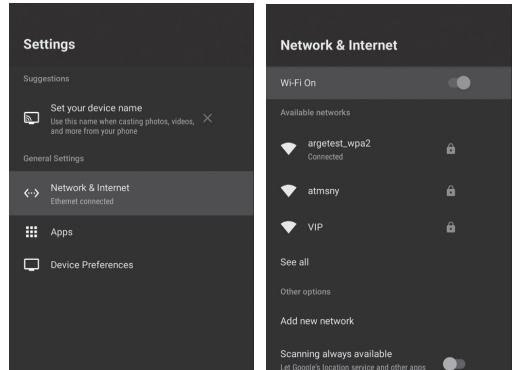 Settings
Suggestions
Set your device name
Use this name when casting photos, videos,
and more from your phone
General Settings
Network & Internet
Ethernet connected
Apps
Device Preferences
Network & Internet
Wi-Fi On
Available networks
argetest_wpa2
Connected
atmsny
VIP
See all
Other options
Add new network
Scanning always available
Let Google's location service and other apps